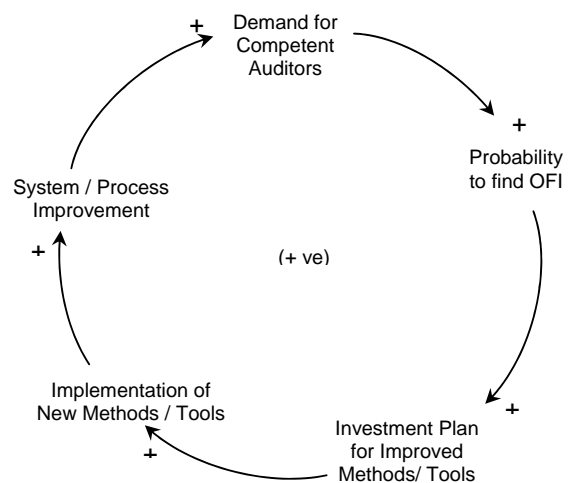 +
Demand for
Competent
Auditors
+
Probability
to find OFI
System / Process
Improvement
+
(+ ve)
Implementation of
New Methods / Tools
+
+
Investment Plan
for Improved
Methods/ Tools